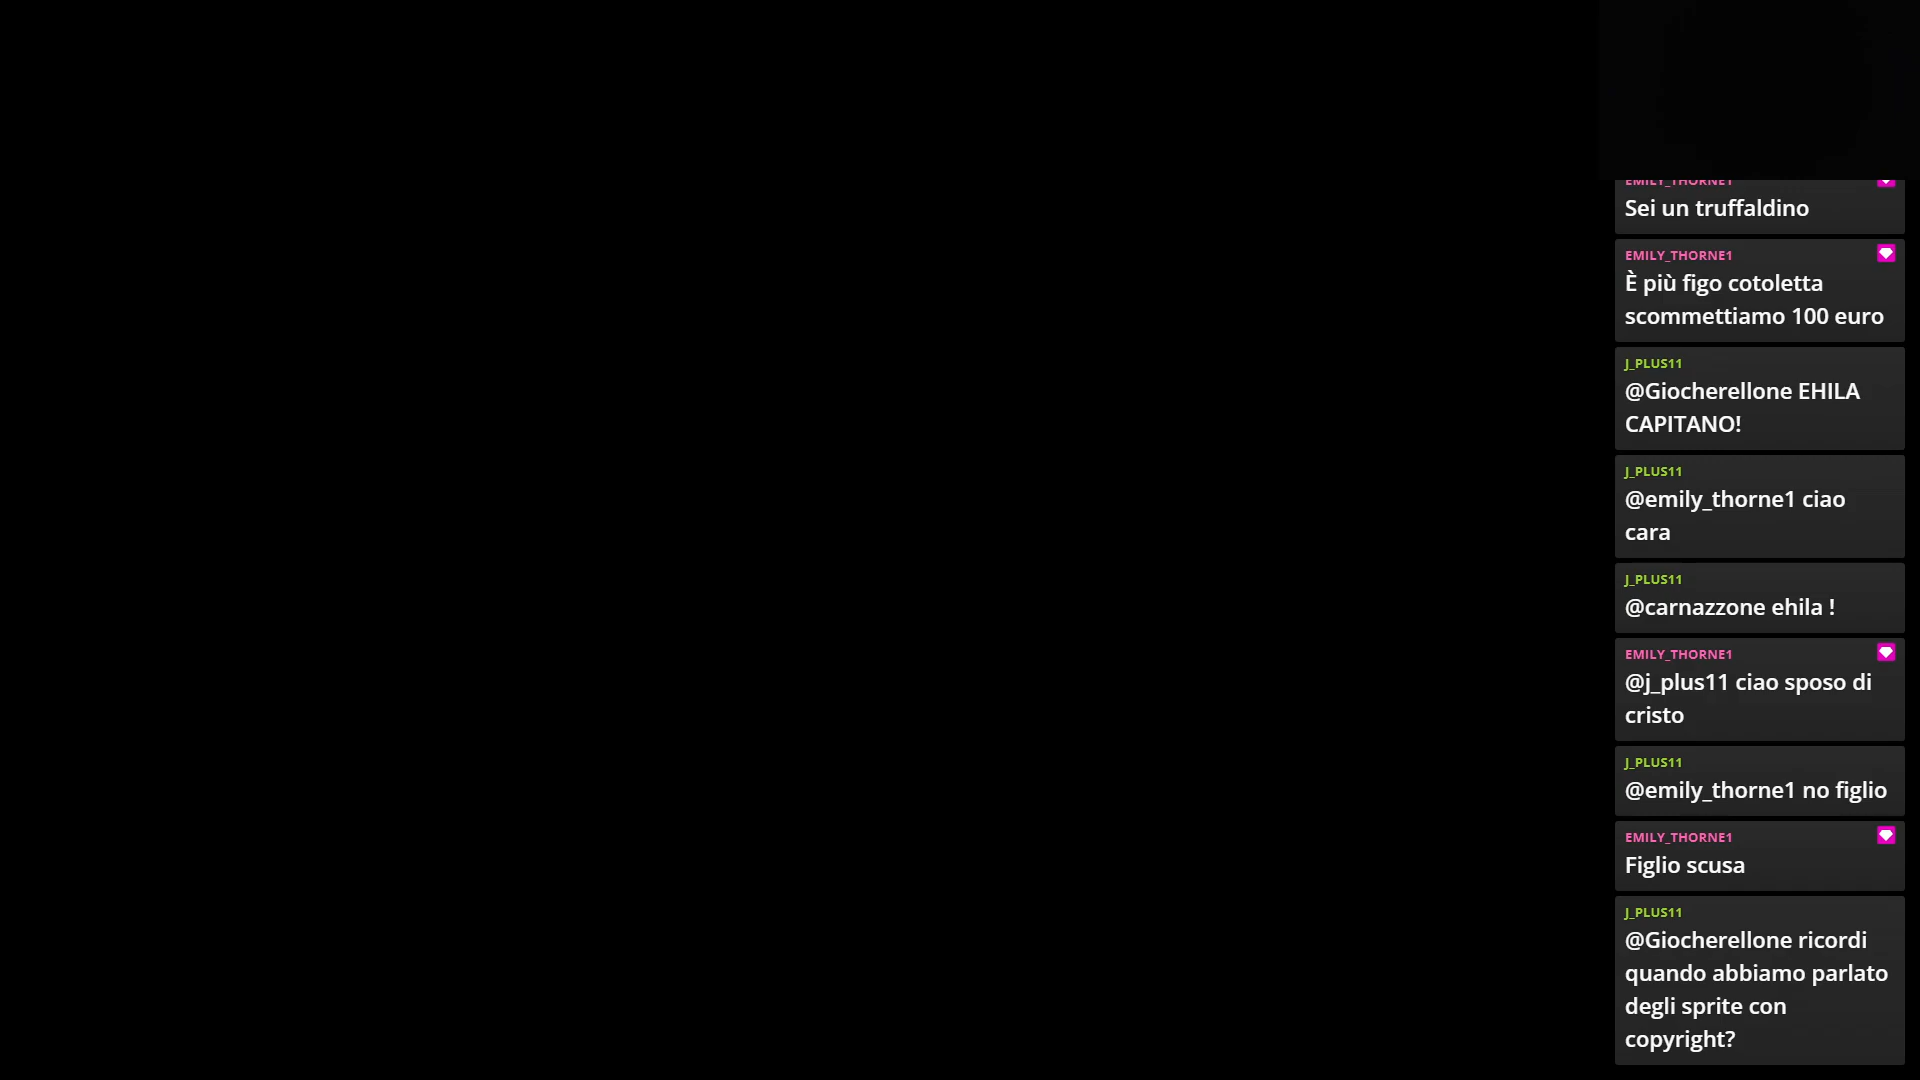 EMILY_THORNE1
Sei un truffaldino
EMILY_THORNE1
È più figo cotoletta
scommettiamo 100 euro
J_PLUS11
@Giocherellone EHILA
CAPITANO!
J_PLUS11
@emily_thorne1 ciao
cara
J_PLUS11
@carnazzone ehila !
EMILY_THORNE1
@j_plus11 ciao sposo di
cristo
J_PLUS11
@emily_thorne1 no figlio
EMILY_THORNE1
Figlio scusa
J_PLUS11
@Giocherellone ricordi
quando abbiamo parlato
degli sprite con
copyright?